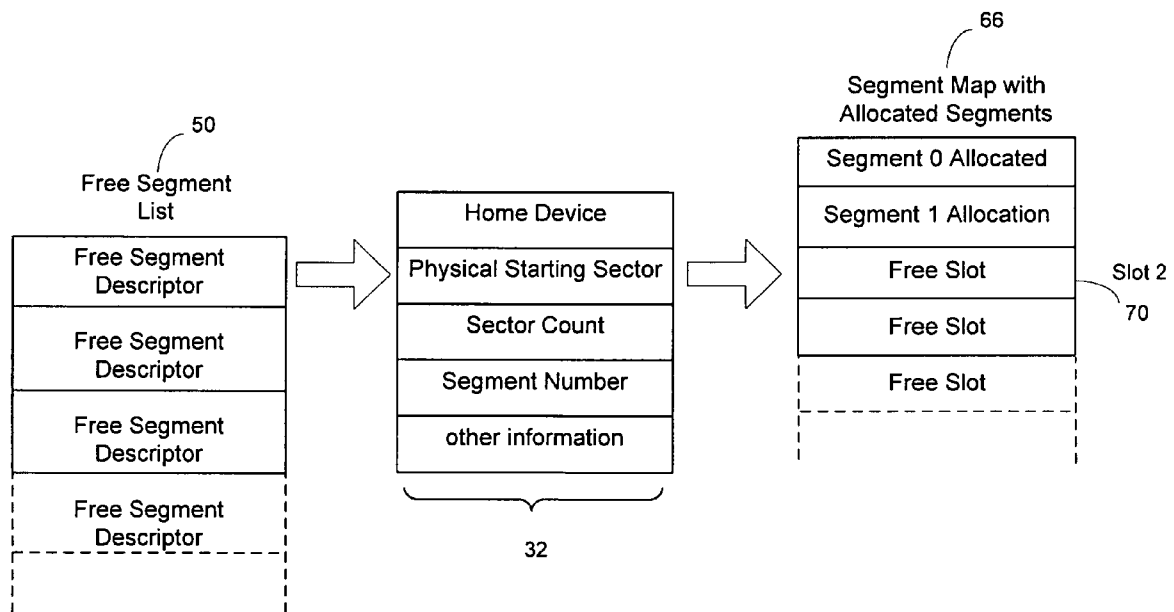 50
Free Segment
List
Free Segment
Descriptor
Free Segment
Descriptor
Free Segment
Descriptor
Free Segment
Descriptor
Home Device
Physical Starting Sector
Sector Count
Segment Number
other information
32
66
Segment Map with
Allocated Segments
Segment 0 Allocated
Segment 1 Allocation
Free Slot
Slot 2
70
Free Slot
Free Slot